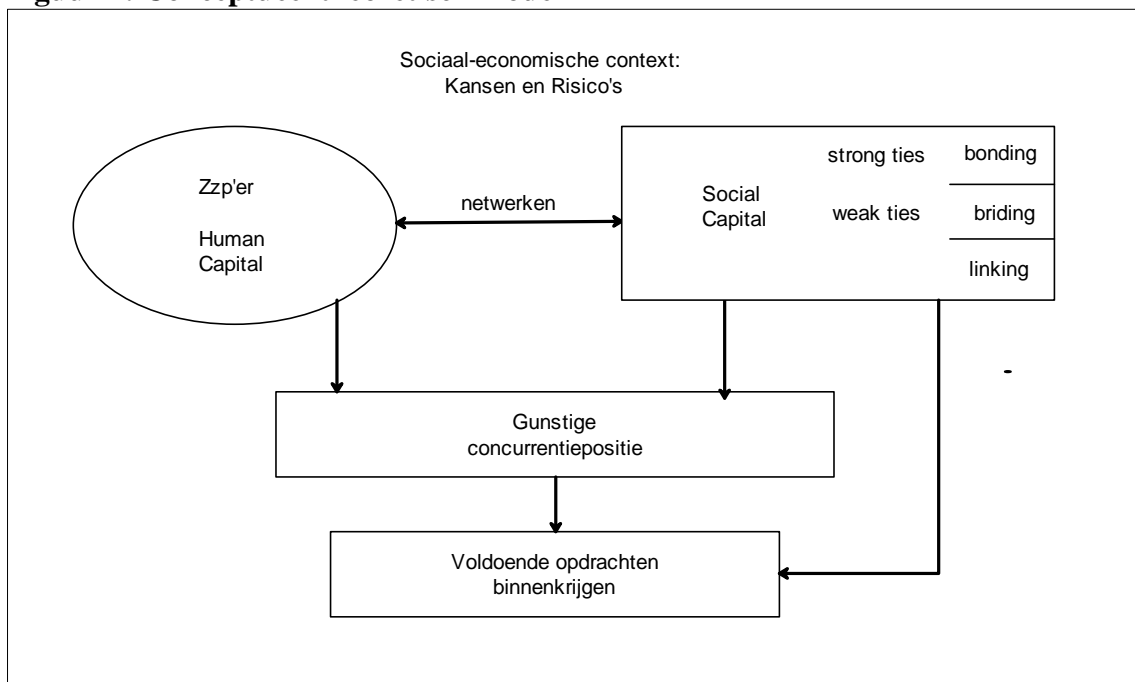 Sociaal-economische context:
Kansen en Risico's
Zzp'er
Human
Capital
netwerken
Social
Capital
strong ties
weak ties
bonding
briding
linking
Gunstige
concurrentiepositie
Voldoende opdrachten
binnenkrijgen